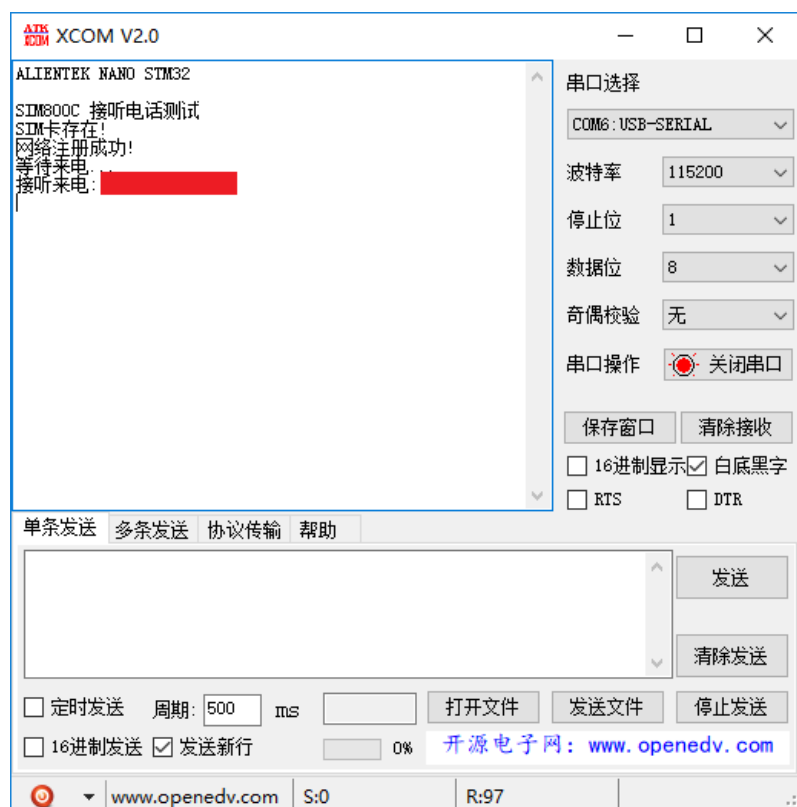 ATK XCOM XCOM V2.0
ALIENTEK NANO STM32
SIM800C 接听电话测试
SIM卡存在!
网络注册成功!
等待来电...
接听来电:
串口选择
COM6:USB-SERIAL
波特率 115200
停止位 1
数据位 8
奇偶校验 无
串口操作 关闭串口
保存窗口 清除接收
16进制显示 白底黑字
RTS DTR
单条发送 多条发送 协议传输 帮助
发送
清除发送
定时发送 周期: 500 ms 打开文件 发送文件 停止发送
16进制发送 发送新行 0% 开源电子网: www.openedv.com
www.openedv.com S:0 R:97